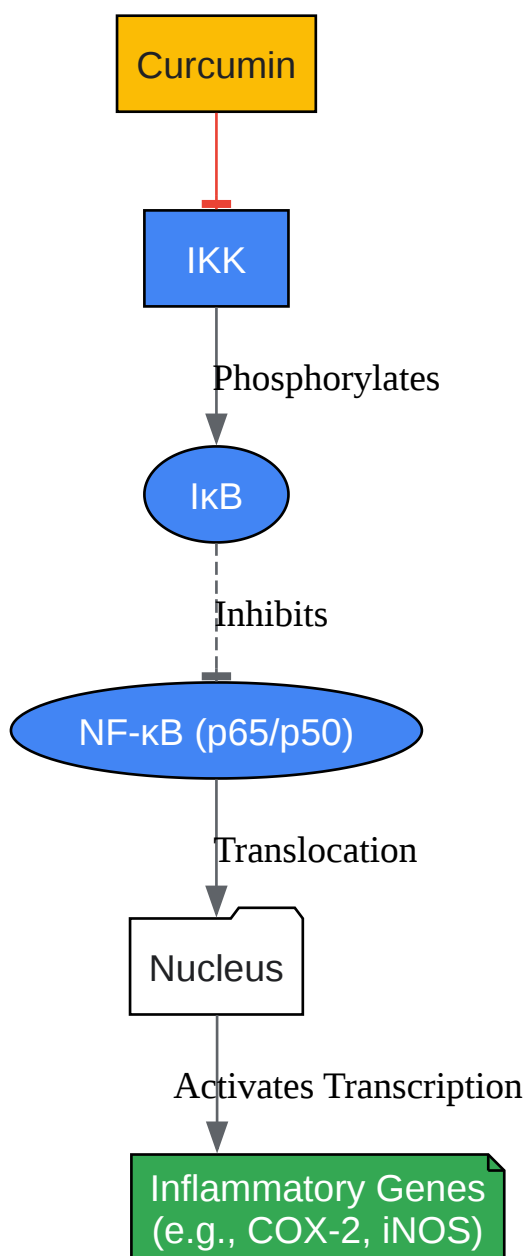 Curcumin
IKK
Phosphorylates
IκB
Inhibits
NF-κB (p65/p50)
Translocation
Nucleus
Activates Transcription
Inflammatory Genes
(e.g., COX-2, iNOS)